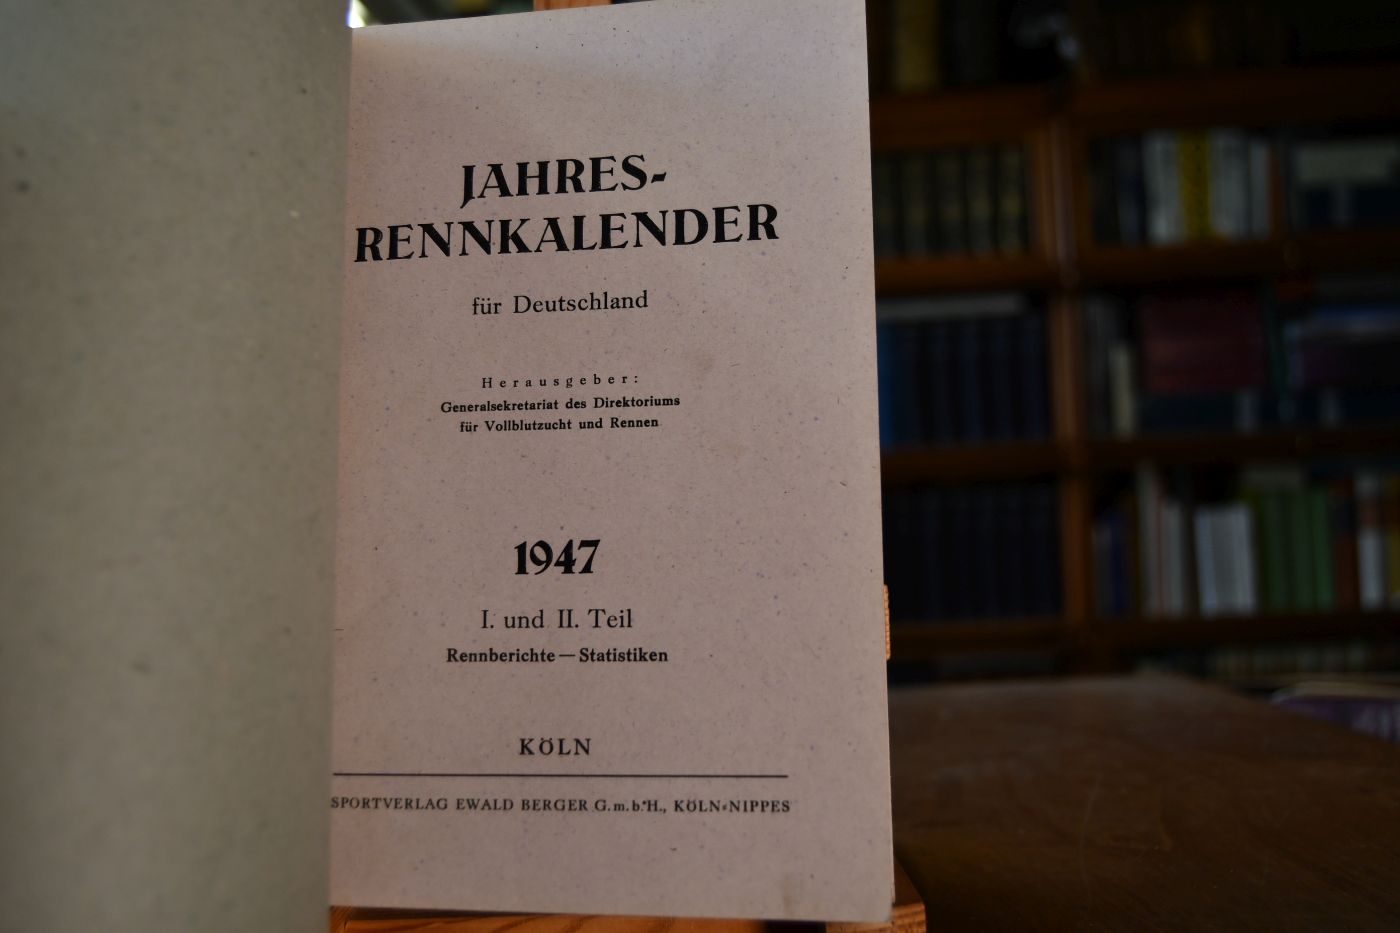 JAHRES-
RENNKALENDER
für Deutschland
Herausgeber:
Generalsekretariat des Direktoriums
für Vollblutzucht und Rennen
1947
I. und II. Teil
Rennberichte — Statistiken
KÖLN
SPORTVERLAG EWALD BERGER G.m.b.H., KÖLN-NIPPES